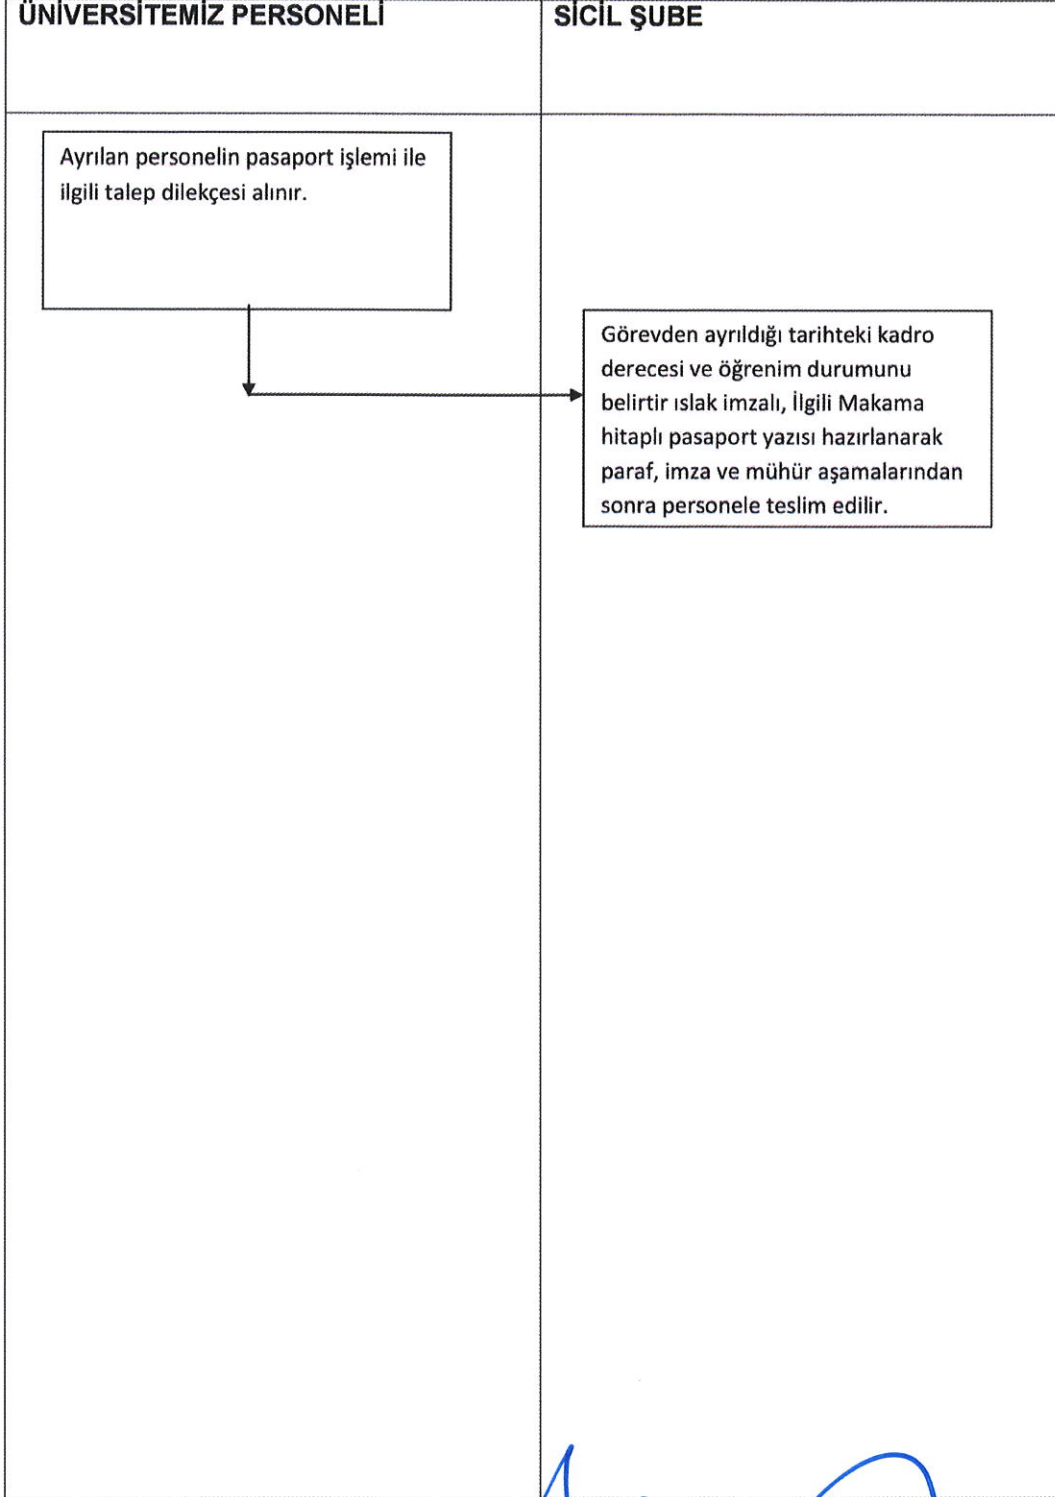 ÜNİVERSİTEMİZ PERSONELİ
SİCİL ŞUBE
Ayrılan personelin pasaport işlemi ile
ilgili talep dilekçesi alınır.
Görevden ayrıldığı tarihteki kadro
derecesi ve öğrenim durumunu
belirtir ıslak imzalı, İlgili Makama
hitaplı pasaport yazısı hazırlanarak
paraf, imza ve mühür aşamalarından
sonra personele teslim edilir.